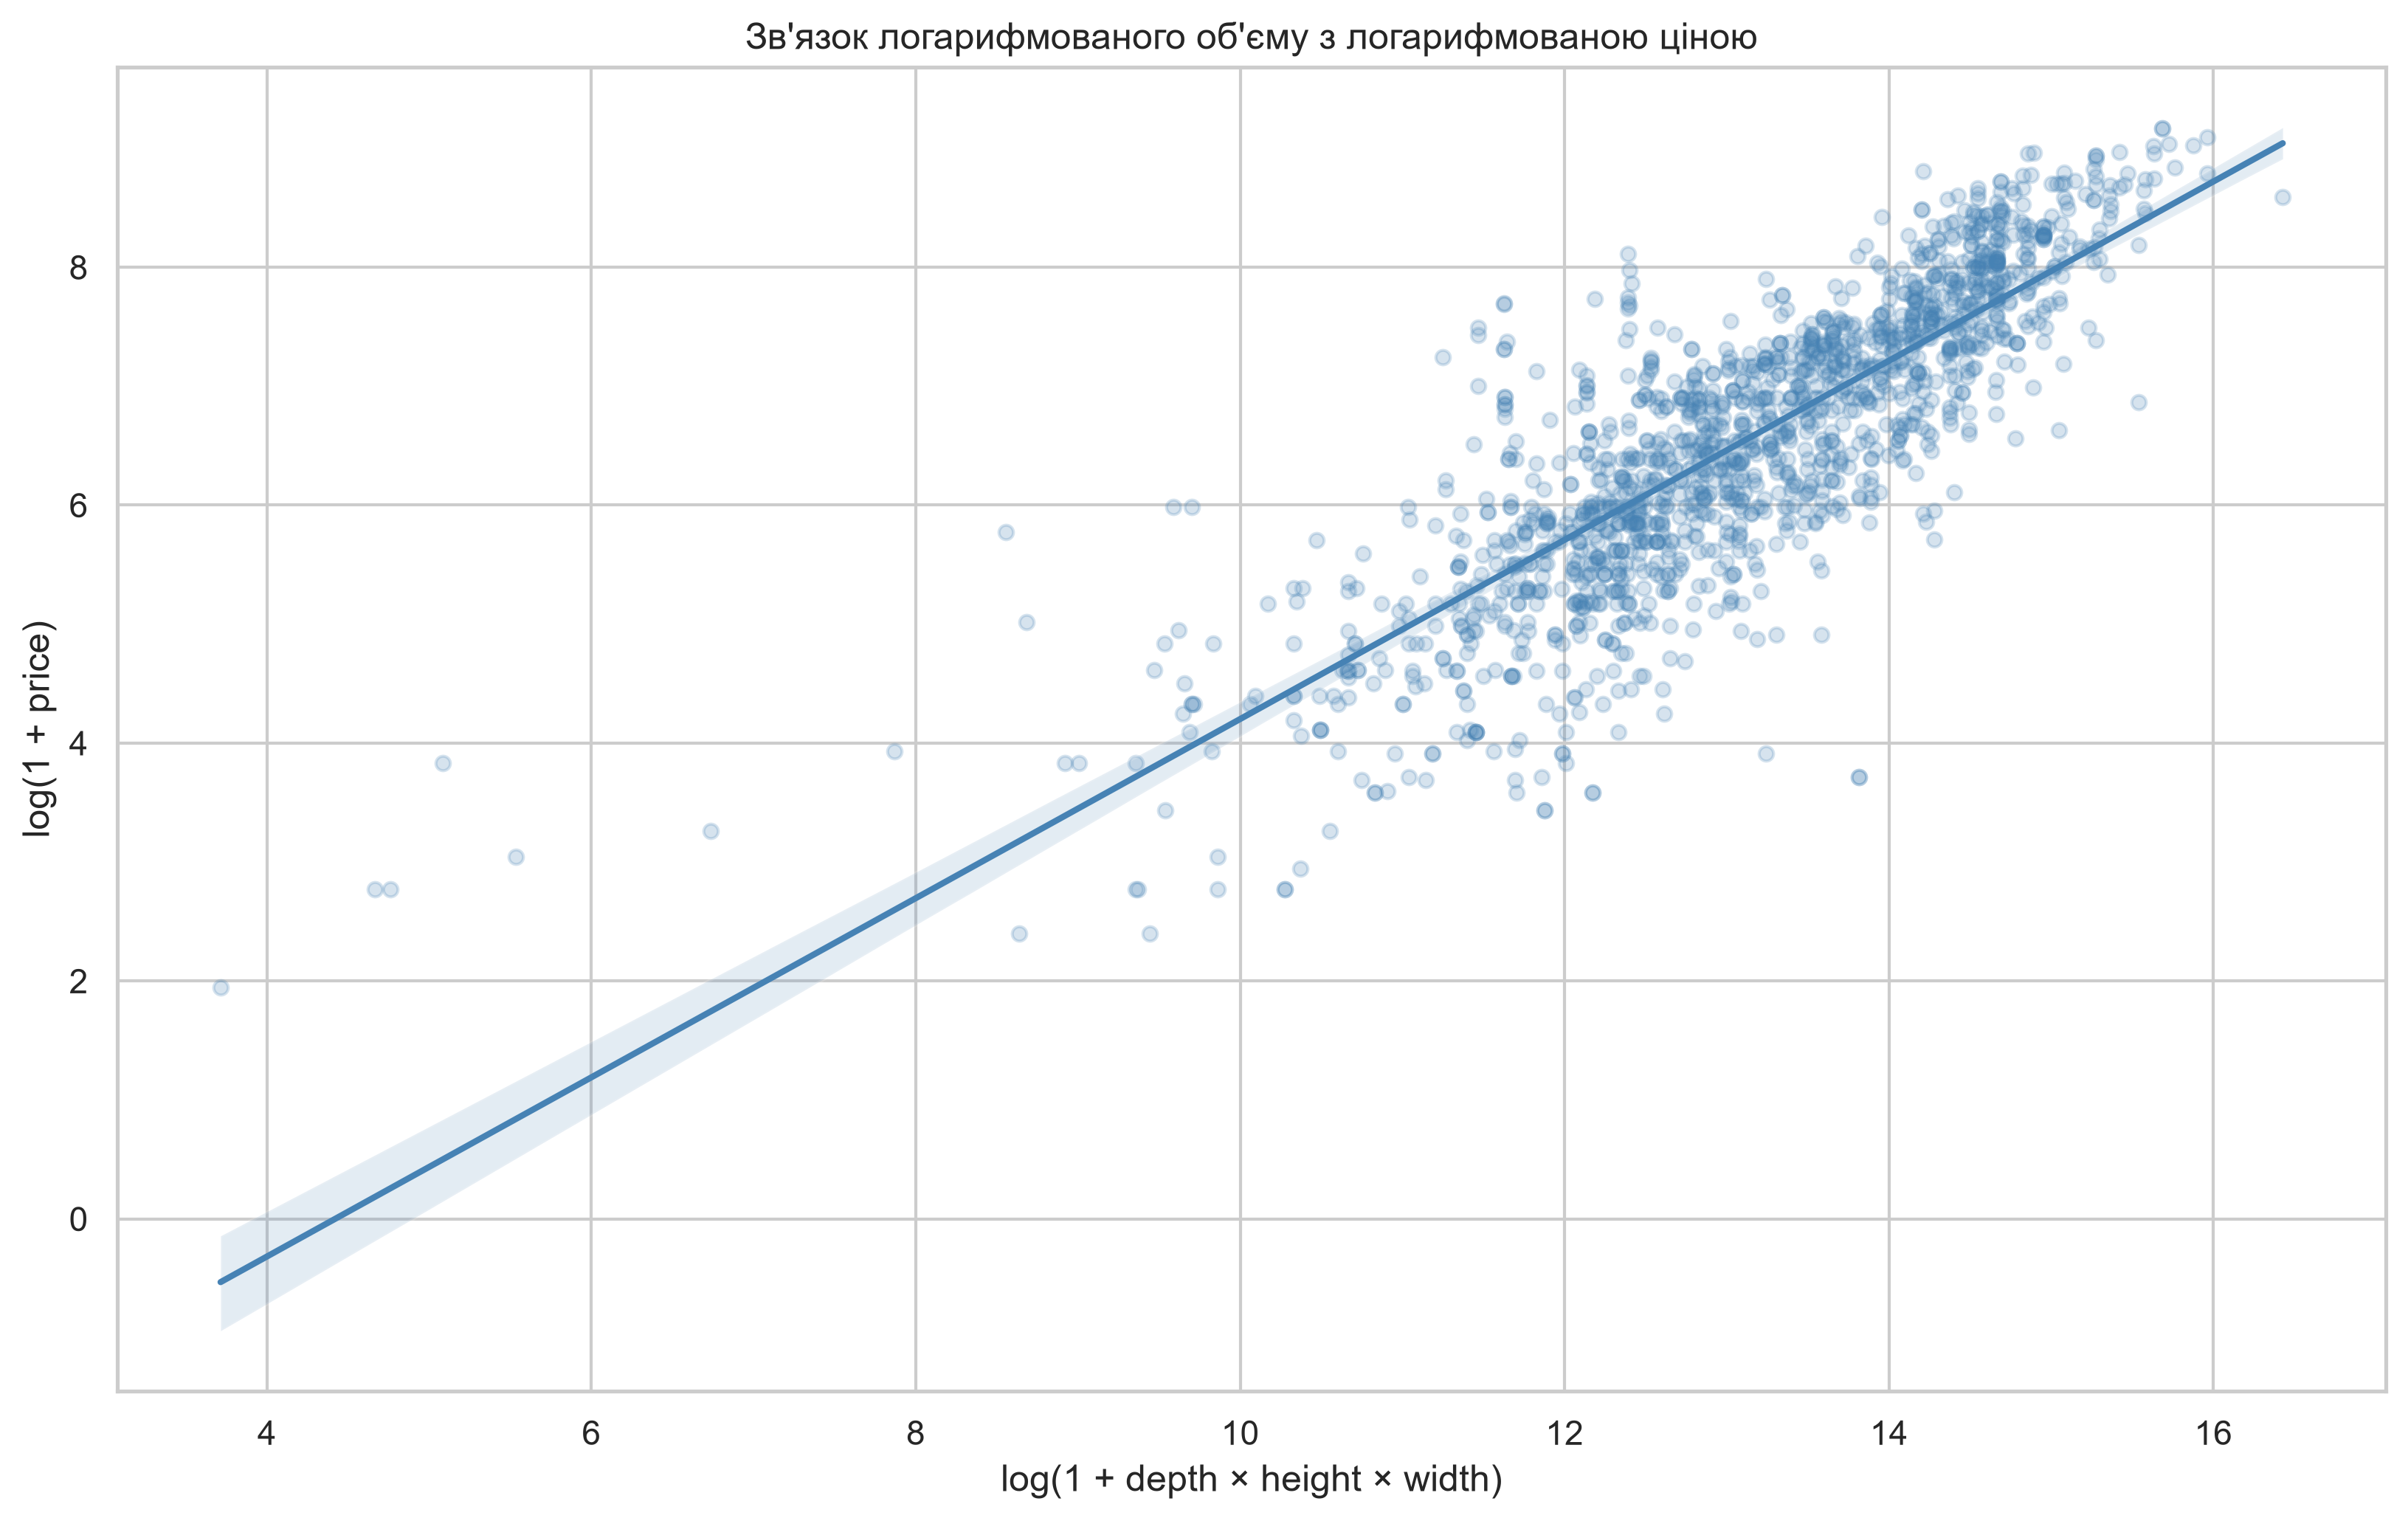 Зв'язок логарифмованого об'єму з логарифмованою ціною
log(1 + price)
8
6
4
2
0
4 6 8 10 12 14 16
log(1 + depth × height × width)